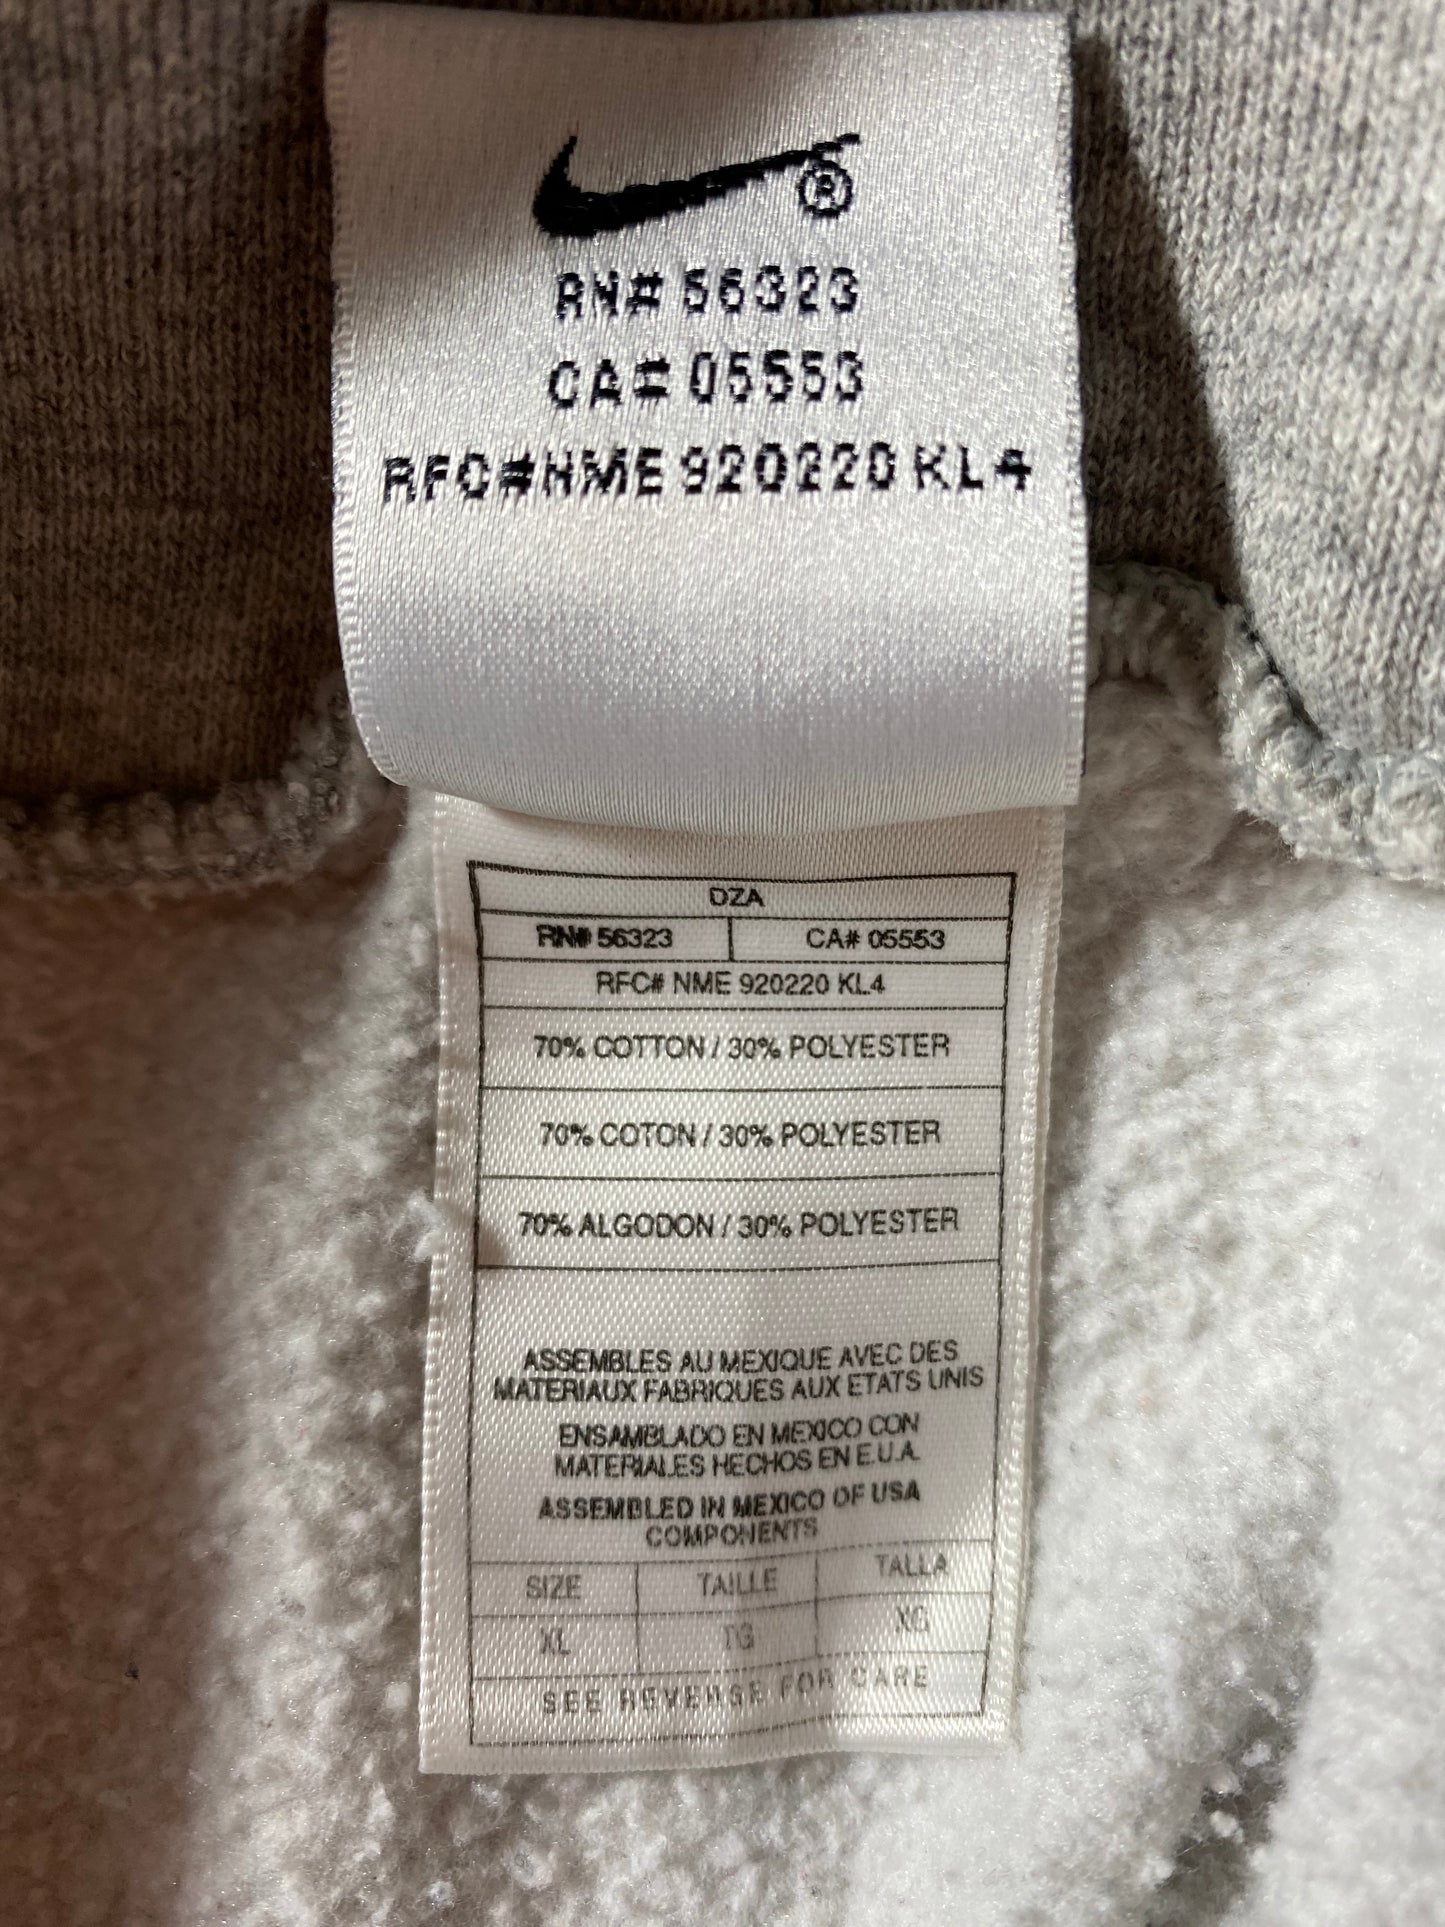 ®
RN# 56323
CA# 05553
RFC#NME 920220 KL4
DZA
RN# 56323 CA# 05553
RFC# NME 920220 KL4
70% COTTON / 30% POLYESTER
70% COTON / 30% POLYESTER
70% ALGODON / 30% POLYESTER
ASSEMBLES AU MEXIQUE AVEC DES
MATERIAUX FABRIQUES AUX ETATS UNIS
ENSAMBLADO EN MEXICO CON
MATERIALES HECHOS EN E.U.A.
ASSEMBLED IN MEXICO OF USA
COMPONENTS
SIZE TAILLE TALLA
XL TG XG
SEE REVERSE FOR CARE